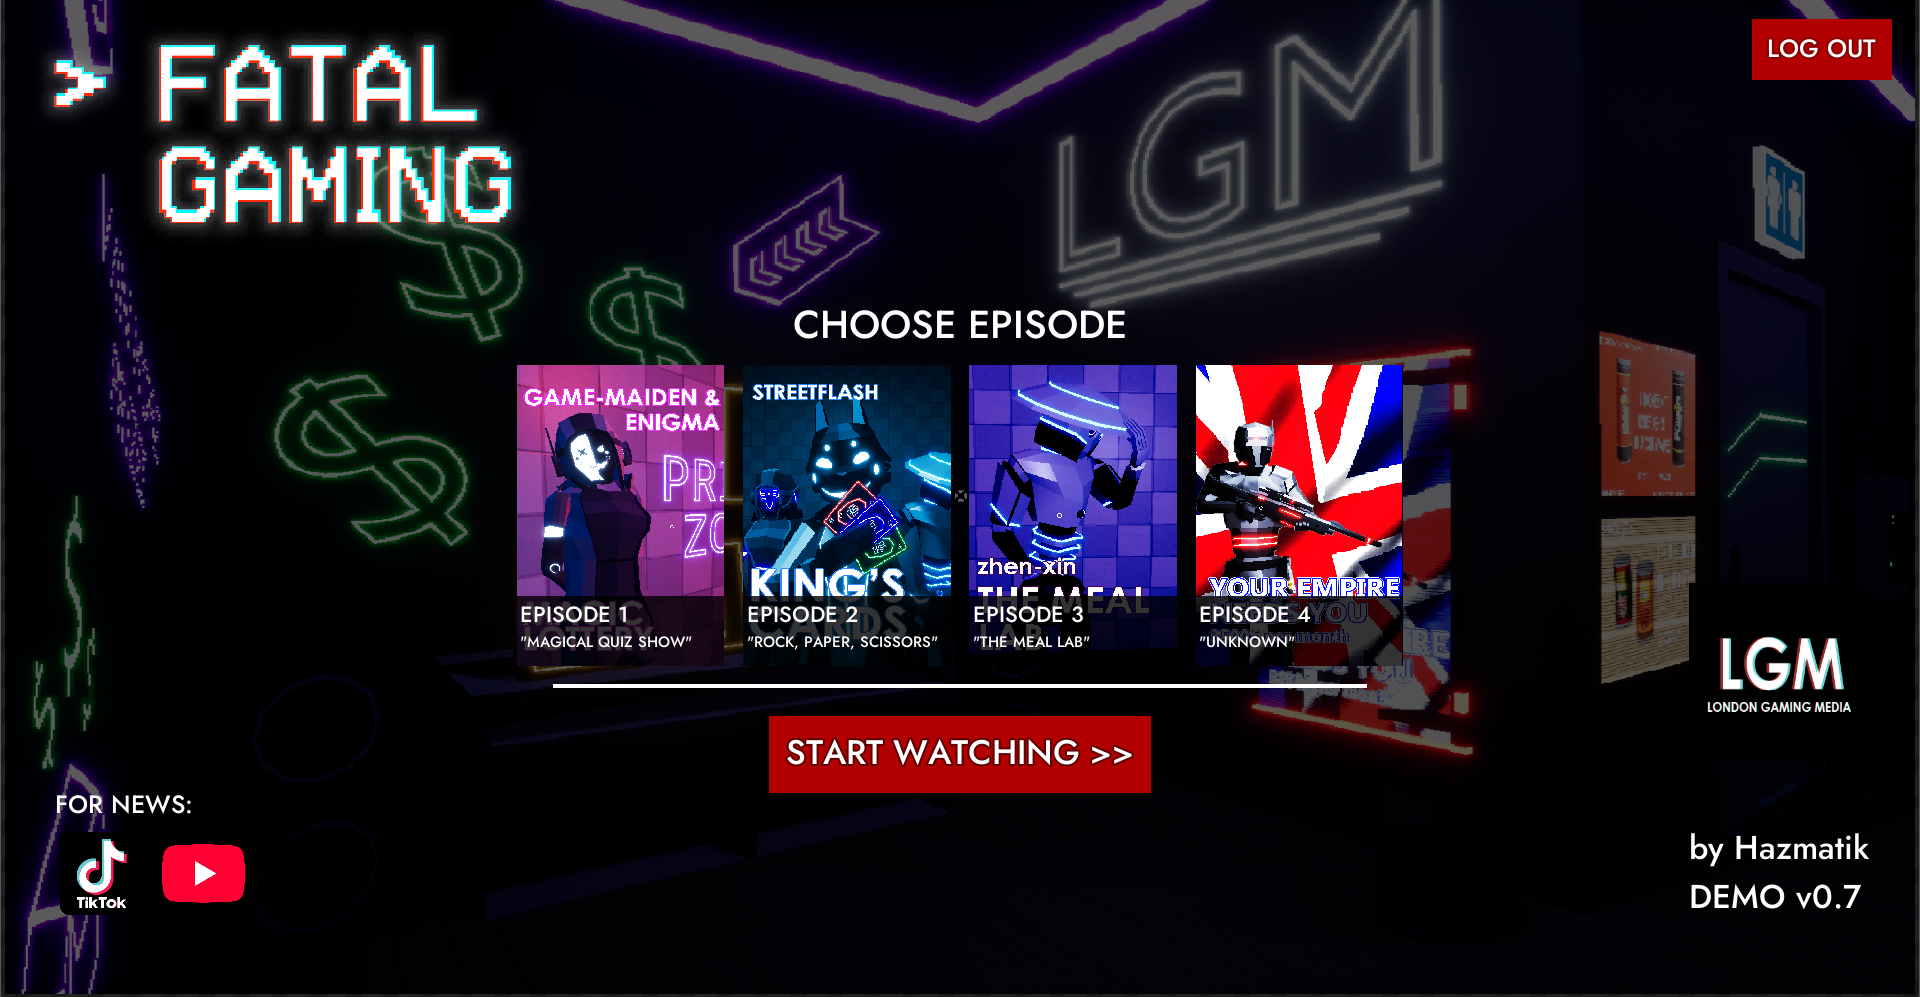 > FATAL
GAMING
LOG OUT
LGM
CHOOSE EPISODE
GAME-MAIDEN &
ENIGMA
EPISODE 1
"MAGICAL QUIZ SHOW"
STREETFLASH
KING'S
CARDS
EPISODE 2
"ROCK, PAPER, SCISSORS"
zhen-xin
THE MEAL
EPISODE 3
"THE MEAL LAB"
YOUR EMPIRE
EPISODE 4
"UNKNOWN"
START WATCHING >>
LGM
LONDON GAMING MEDIA
FOR NEWS:
TikTok
by Hazmatik
DEMO v0.7